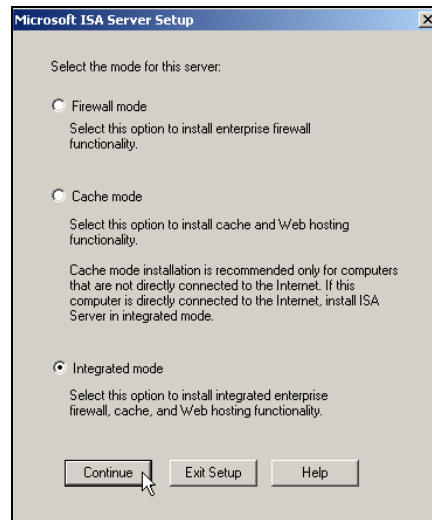 Microsoft ISA Server Setup
Select the mode for this server:
Firewall mode
Select this option to install enterprise firewall
functionality.
Cache mode
Select this option to install cache and Web hosting
functionality.
Cache mode installation is recommended only for computers
that are not directly connected to the Internet. If this
computer is directly connected to the Internet, install ISA
Server in integrated mode.
Integrated mode
Select this option to install integrated enterprise
firewall, cache, and Web hosting functionality.
Continue Exit Setup Help